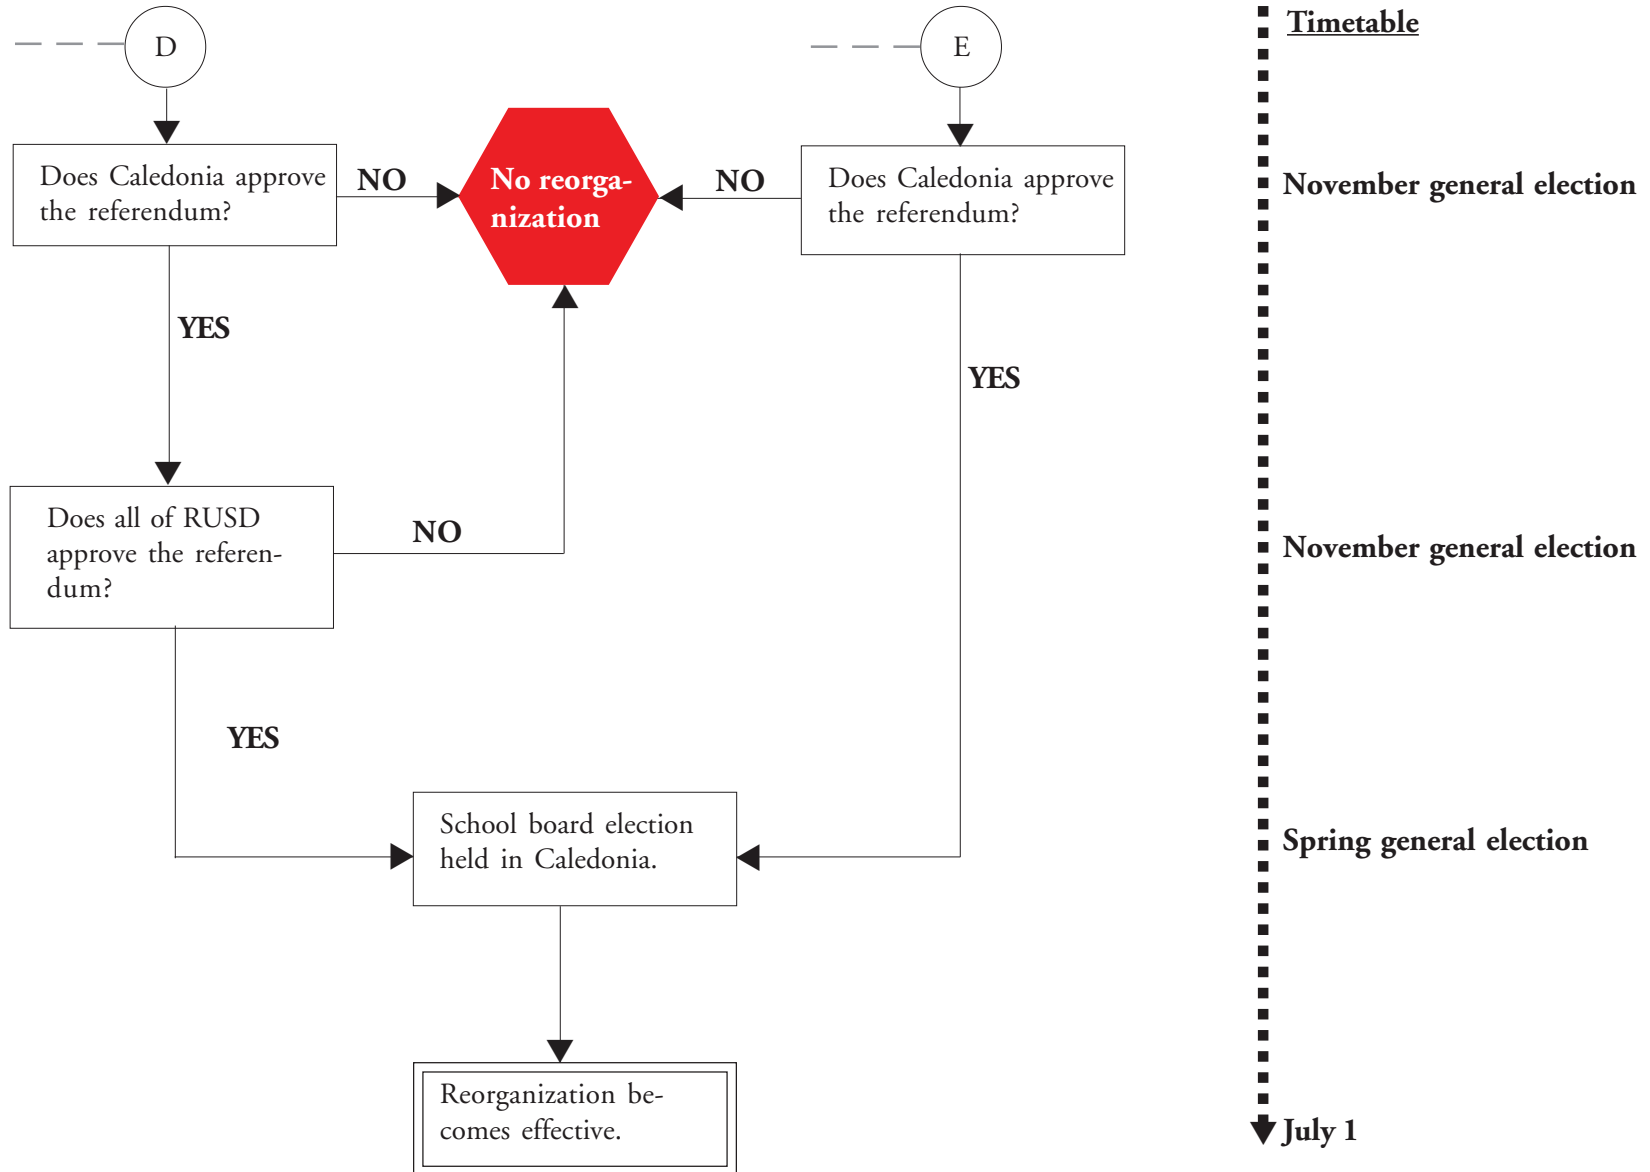 D
E
Timetable
Does Caledonia approve
the referendum?
NO
No reorga-
nization
NO
Does Caledonia approve
the referendum?
November general election
YES
YES
Does all of RUSD
approve the referen-
dum?
NO
November general election
YES
School board election
held in Caledonia.
Spring general election
Reorganization be-
comes effective.
July 1